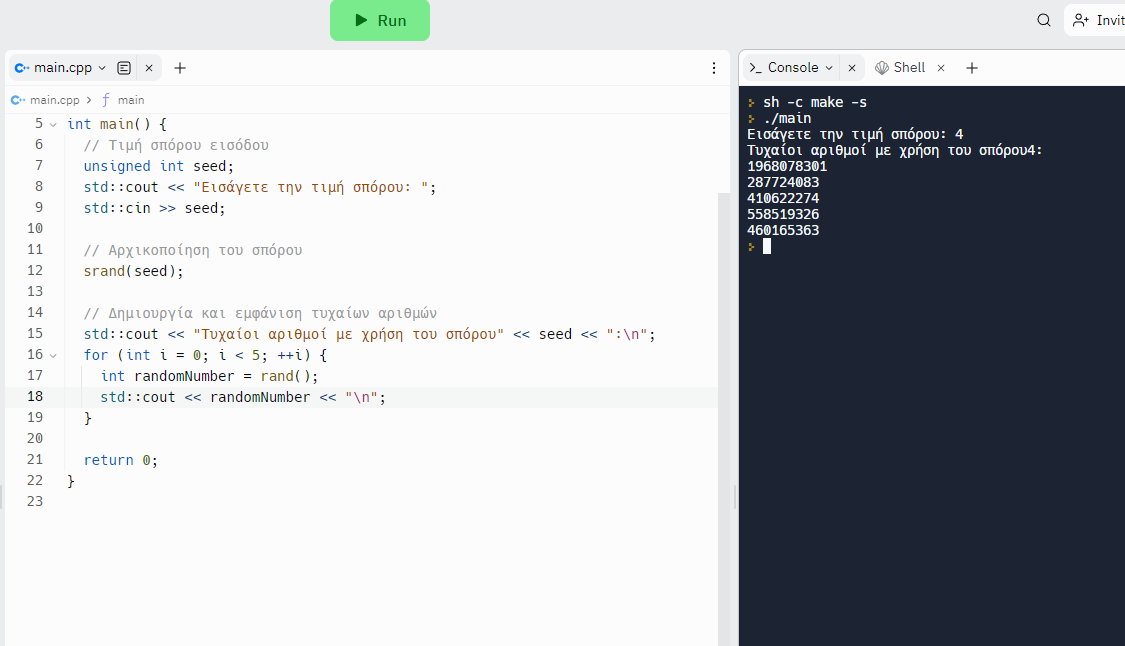 Run
Invit
main.cpp
Console
Shell
main.cpp > main
5 int main() {
6 // Τιμή σπόρου εισόδου
7 unsigned int seed;
8 std::cout << "Εισάγετε την τιμή σπόρου: ";
9 std::cin >> seed;
10
11 // Αρχικοποίηση του σπόρου
12 srand(seed);
13
14 // Δημιουργία και εμφάνιση τυχαίων αριθμών
15 std::cout << "Τυχαίοι αριθμοί με χρήση του σπόρου" << seed << ":\n";
16 for (int i = 0; i < 5; ++i) {
17 int randomNumber = rand();
18 std::cout << randomNumber << "\n";
19 }
20
21 return 0;
22 }
23
sh -c make -s
./main
Εισάγετε την τιμή σπόρου: 4
Τυχαίοι αριθμοί με χρήση του σπόρου4:
1968078301
287724083
410622274
558519326
460165363